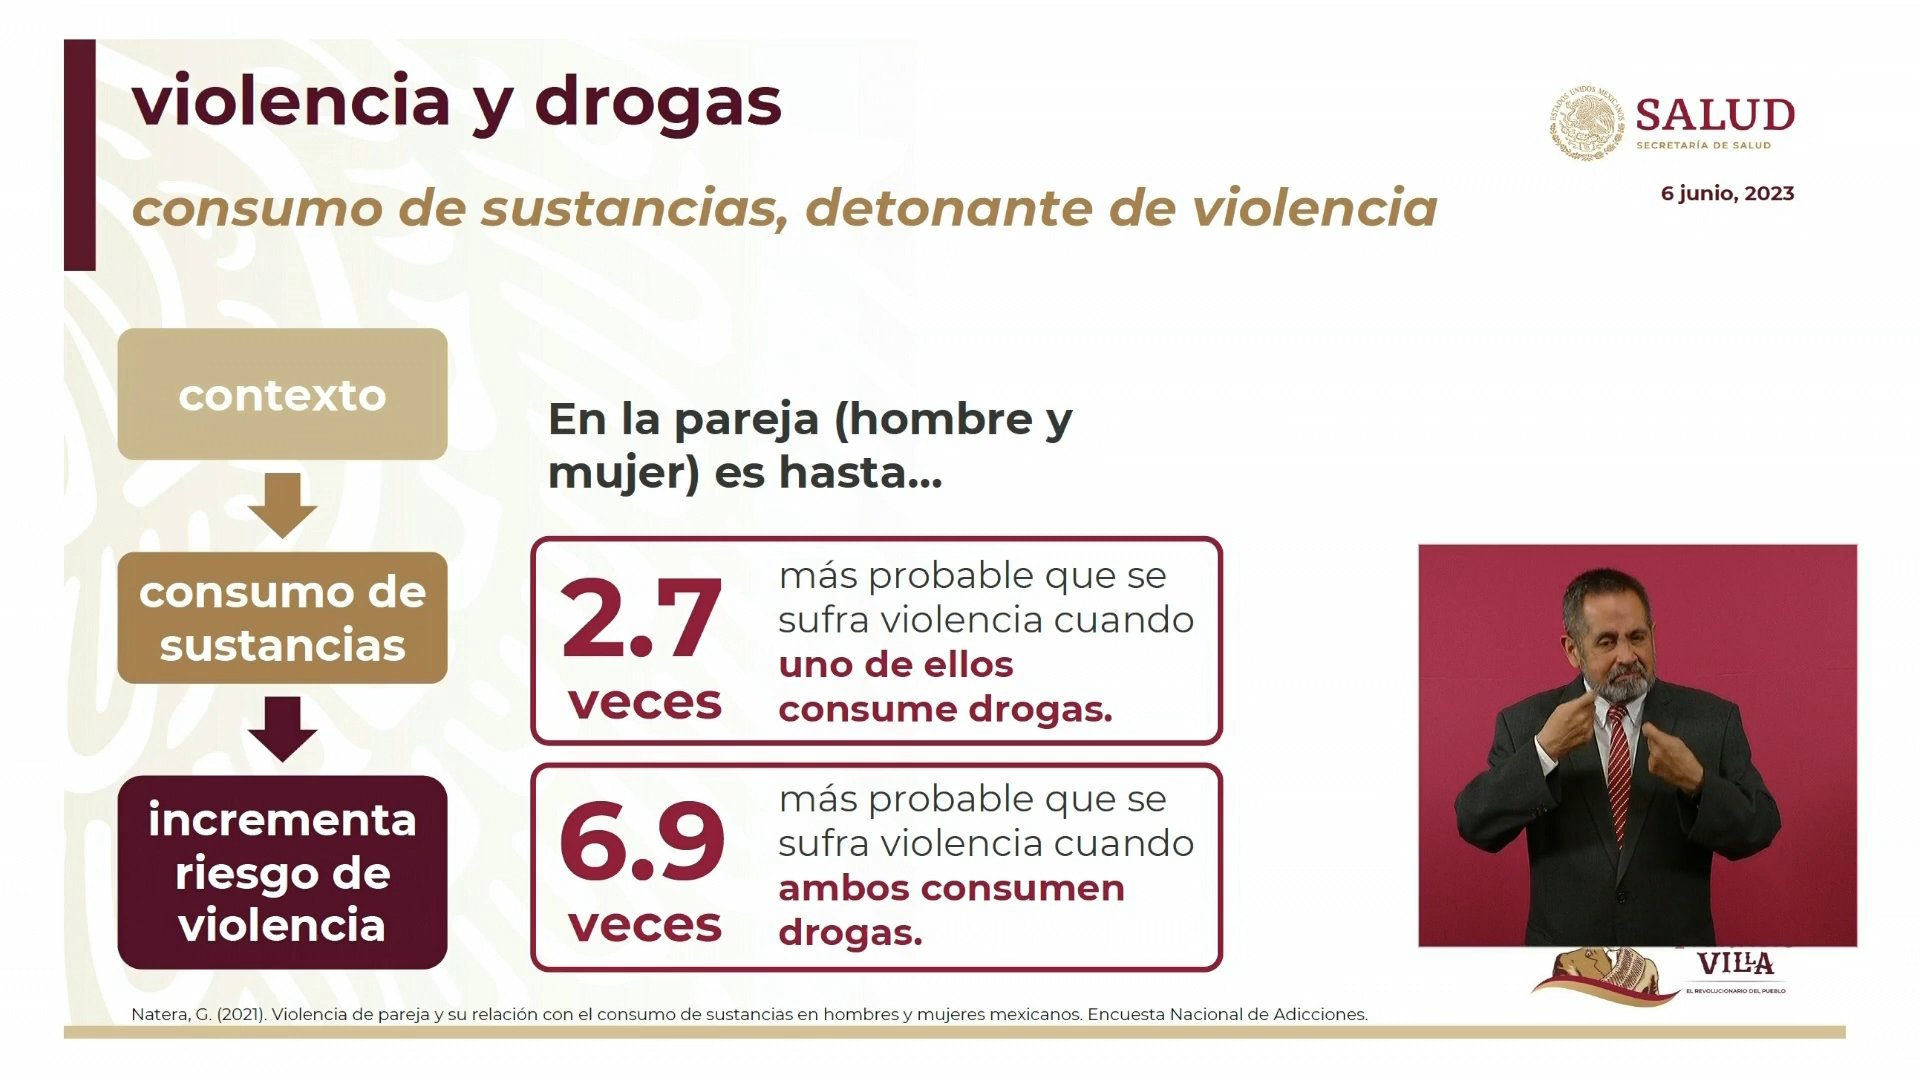 violencia y drogas
consumo de sustancias, detonante de violencia
ESTADOS UNIDOS MEXICANOS
SALUD
SECRETARÍA DE SALUD
6 junio, 2023
contexto
consumo de
sustancias
incrementa
riesgo de
violencia
En la pareja (hombre y
mujer) es hasta...
2.7
veces
más probable que se
sufra violencia cuando
uno de ellos
consume drogas.
6.9
veces
más probable que se
sufra violencia cuando
ambos consumen
drogas.
VILLA
EL REVOLUCIONARIO DEL PUEBLO
Natera, G. (2021). Violencia de pareja y su relación con el consumo de sustancias en hombres y mujeres mexicanos. Encuesta Nacional de Adicciones.